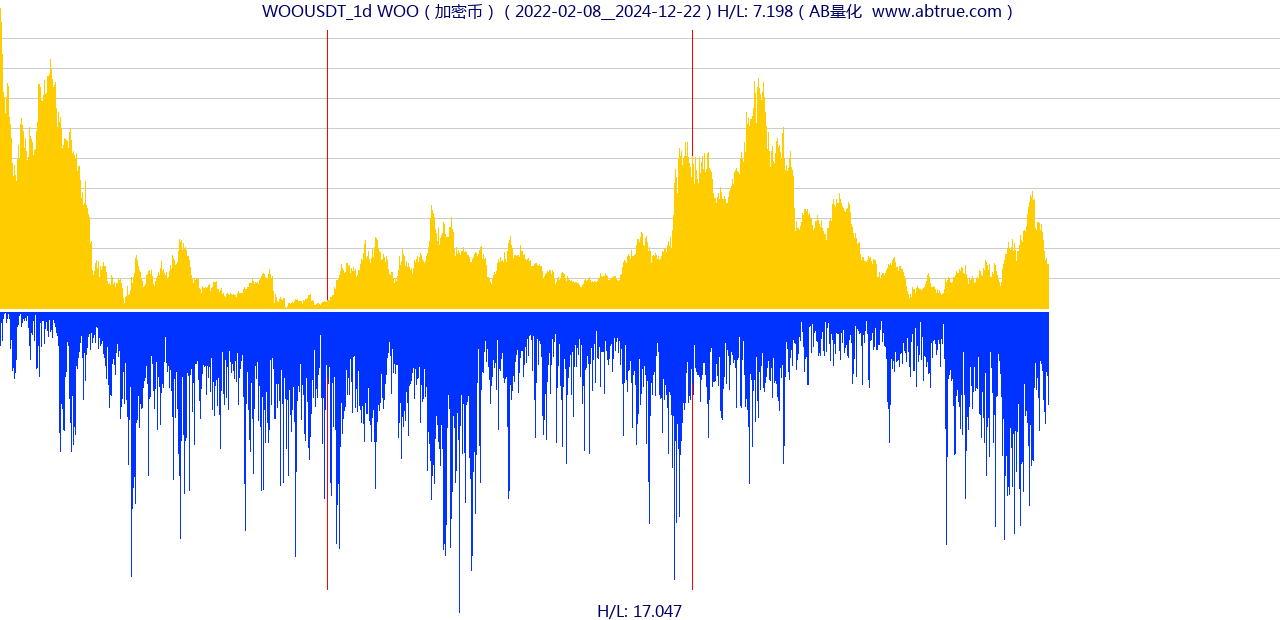 WOOUSDT_1d WOO ( 加密币 ) ( 2022-02-08__2024-12-22 ) H/L: 7.198 ( AB量化  www.abtrue.com )
H/L: 17.047